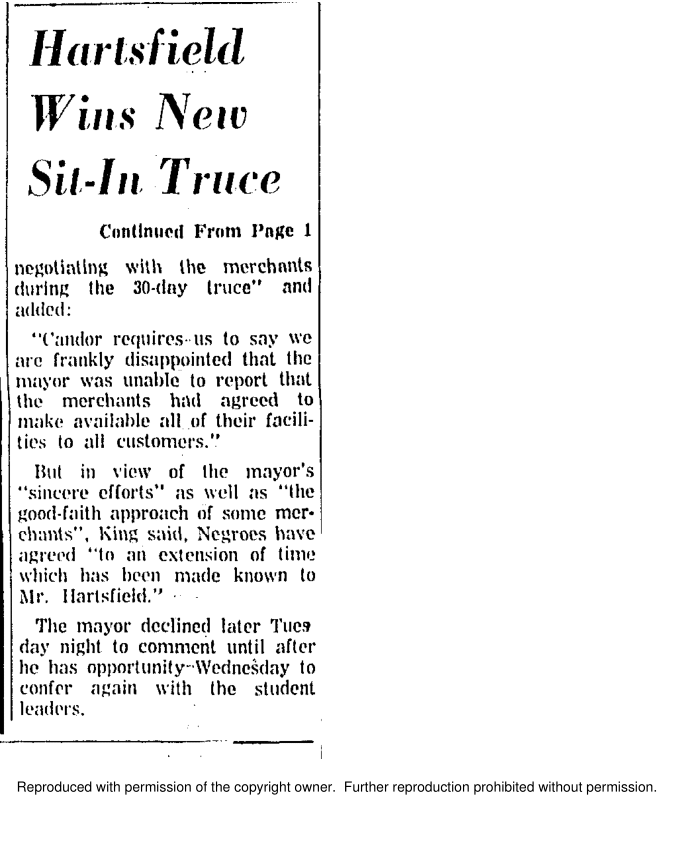 Hartsfield
Wins New
Sit-In Truce
Continued From Page 1
negotiating with the merchants
during the 30-day truce" and
added:
"Candor requires us to say we
are frankly disappointed that the
mayor was unable to report that
the merchants had agreed to
make available all of their facili-
ties to all customers."
But in view of the mayor's
"sincere efforts" as well as "the
good-faith approach of some mer-
chants", King said, Negroes have
agreed "to an extension of time
which has been made known to
Mr. Hartsfield."
The mayor declined later Tues
day night to comment until after
he has opportunity Wednesday to
confer again with the student
leaders.
Reproduced with permission of the copyright owner. Further reproduction prohibited without permission.